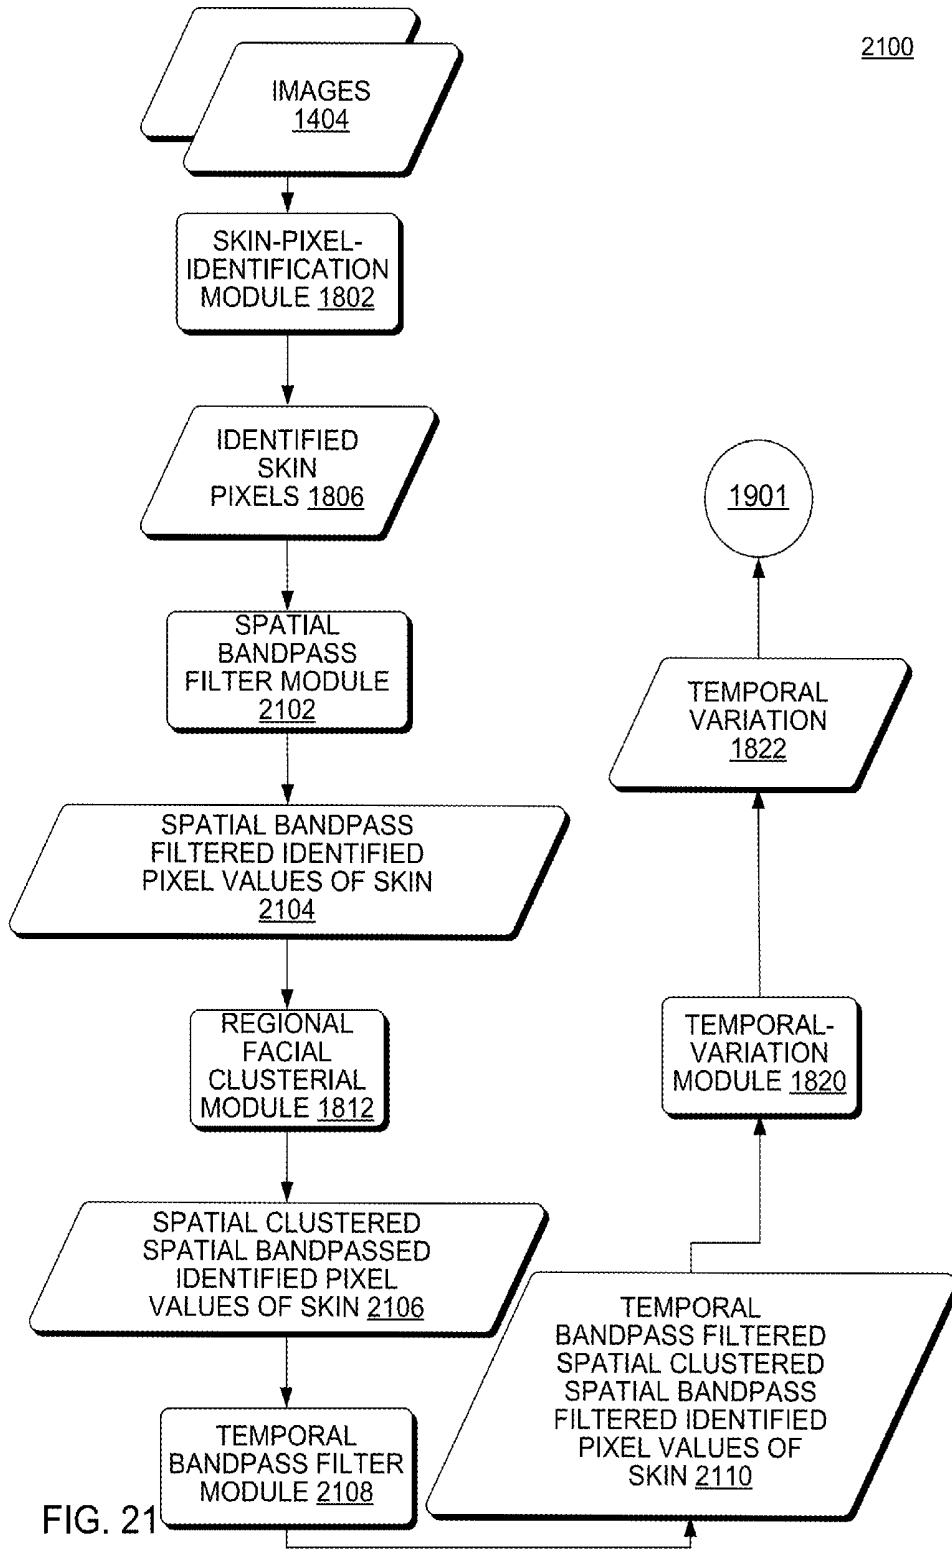 2100
IMAGES
1404
SKIN-PIXEL-
IDENTIFICATION
MODULE 1802
IDENTIFIED
SKIN
PIXELS 1806
SPATIAL
BANDPASS
FILTER MODULE
2102
SPATIAL BANDPASS
FILTERED IDENTIFIED
PIXEL VALUES OF SKIN
2104
REGIONAL
FACIAL
CLUSTERIAL
MODULE 1812
SPATIAL CLUSTERED
SPATIAL BANDPASSED
IDENTIFIED PIXEL
VALUES OF SKIN 2106
TEMPORAL
BANDPASS FILTER
MODULE 2108
TEMPORAL
BANDPASS FILTERED
SPATIAL CLUSTERED
SPATIAL BANDPASS
FILTERED IDENTIFIED
PIXEL VALUES OF
SKIN 2110
TEMPORAL-
VARIATION
MODULE 1820
TEMPORAL
VARIATION
1822
1901
FIG. 21